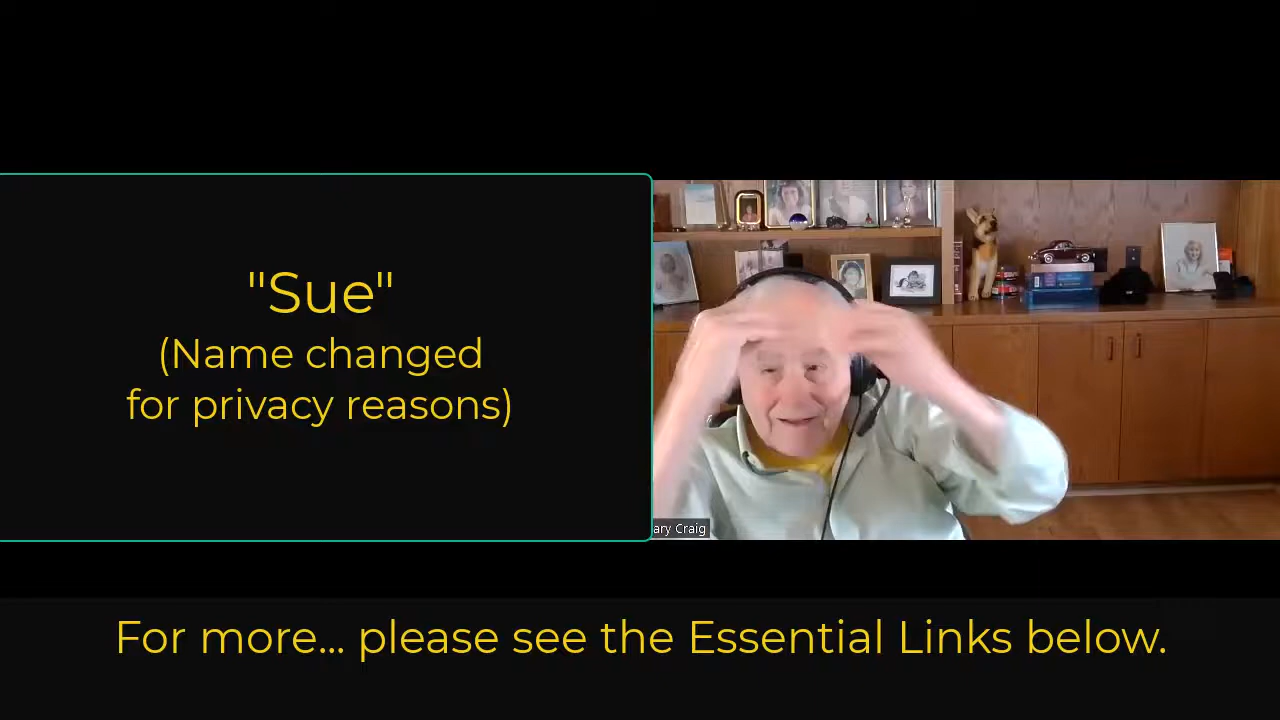 "Sue"
(Name changed
for privacy reasons)
ary Craig
For more... please see the Essential Links below.